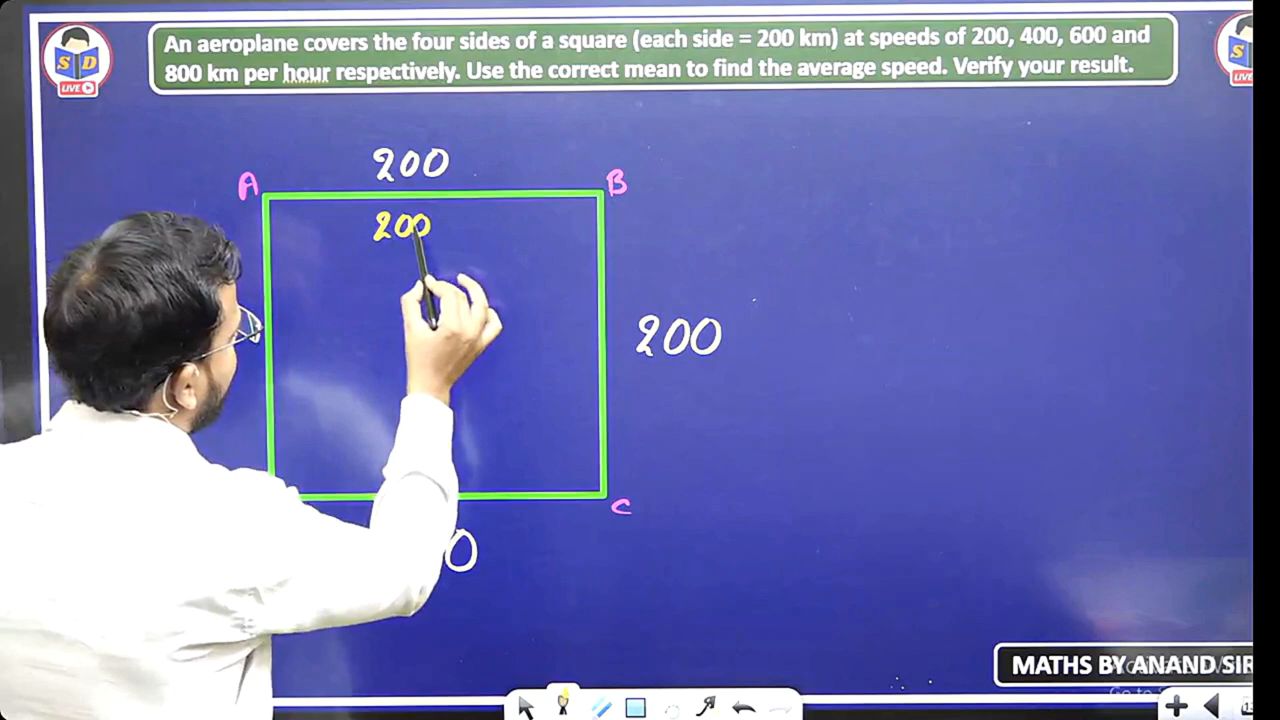 An aeroplane covers the four sides of a square (each side = 200 km) at speeds of 200, 400, 600 and
800 km per hour respectively. Use the correct mean to find the average speed. Verify your result.
S D
LIVE
S
A
200
B
200
200
C
0
MATHS BY ANAND SIR